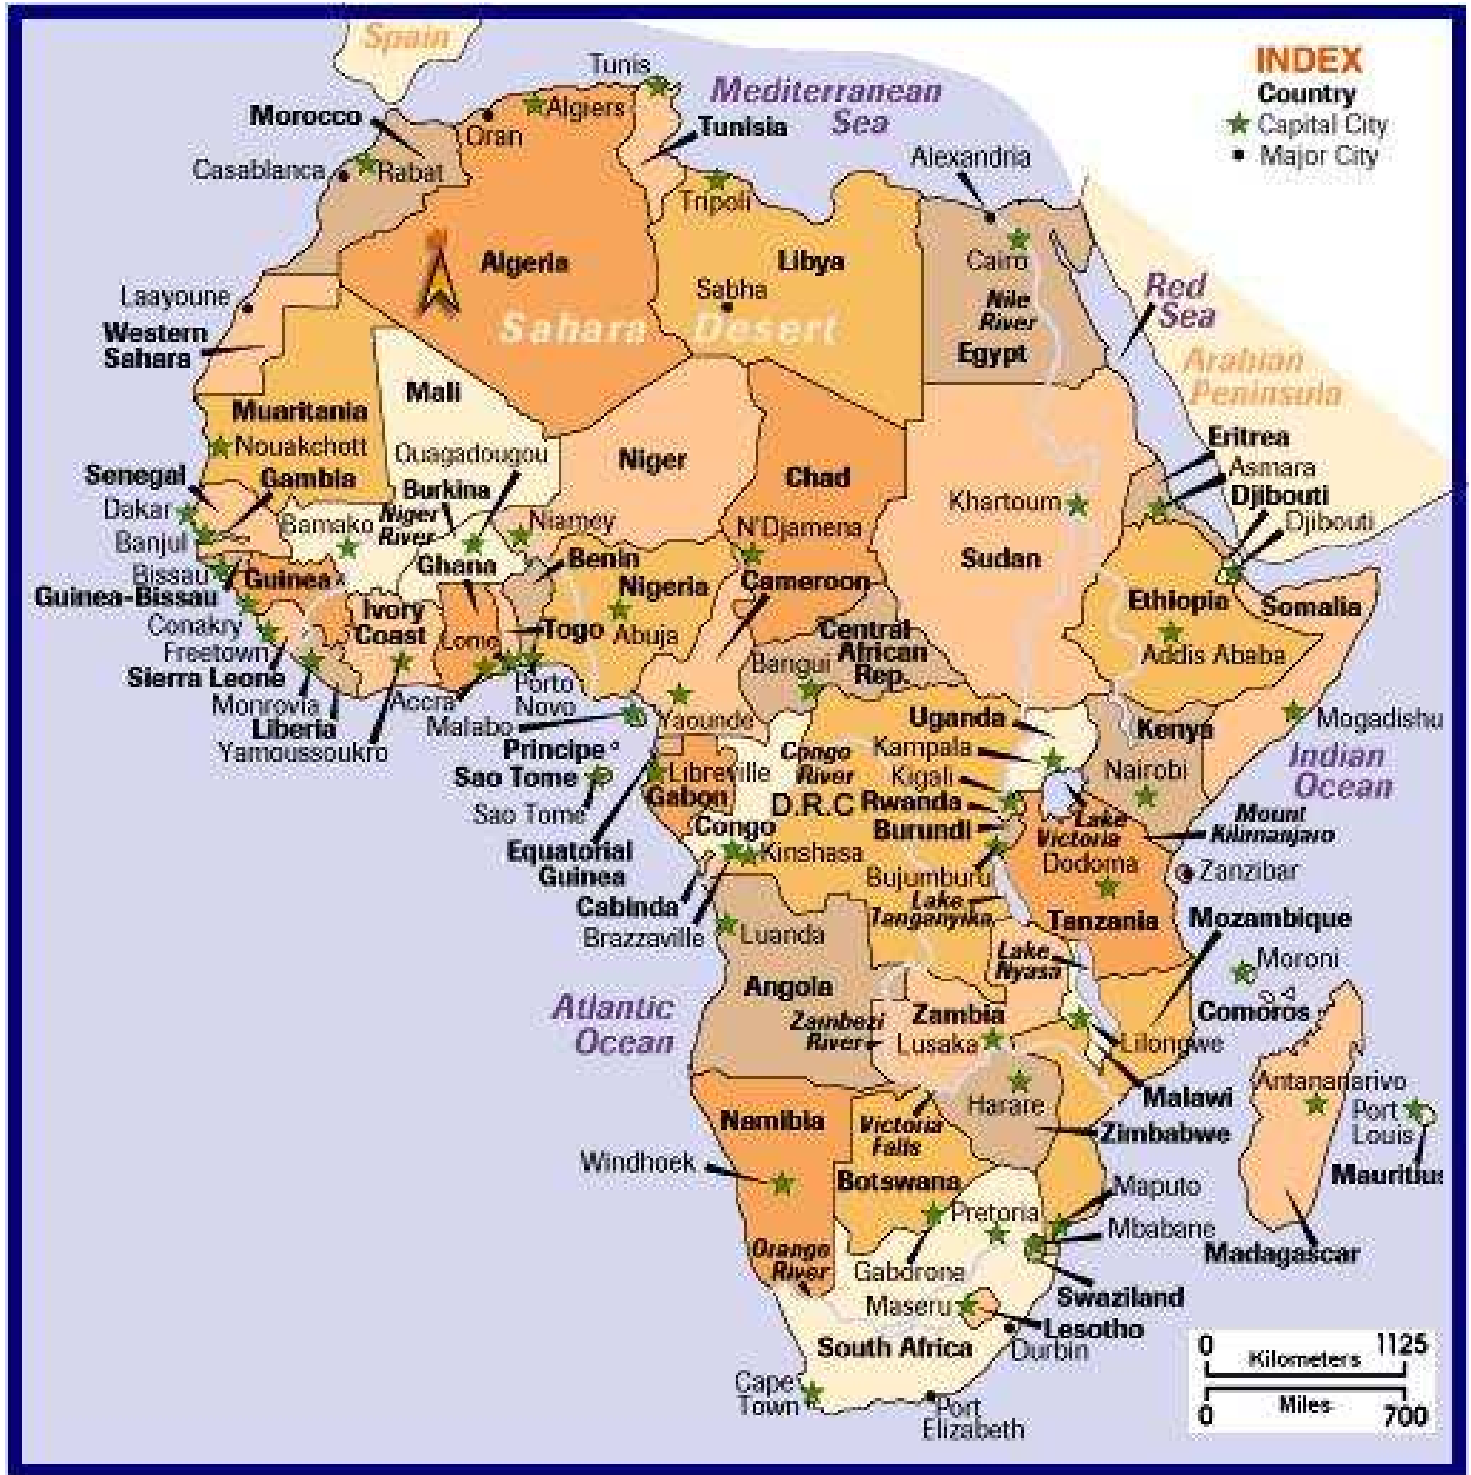 Spain
INDEX
Country
Capital City
Major City
Tunis
Mediterranean
Sea
Algiers
Oran
Morocco
Tunisia
Casablanca
Rabat
Alexandria
Tripoli
Cairo
Algeria
Libya
Sabha
Nile
River
Egypt
Red
Sea
Laayoune
Western
Sahara
Sahara Desert
Arabian
Peninsula
Mali
Muaritania
Nouakchott
Ouagadougou
Niger
Chad
Eritrea
Asmara
Senegal
Gambia
Burkina
Khartoum
Djibouti
Djibouti
Dakar
Bamako
Niger
River
Niamey
N'Djamena
Banjul
Ghana
Benin
Nigeria
Cameroon
Sudan
Bissau
Guinea
Guinea-Bissau
Ethiopia
Somalia
Ivory
Coast
Conakry
Lome
Togo
Abuja
Central
African
Rep.
Freetown
Bangui
Addis Ababa
Sierra Leone
Porto
Novo
Monrovia
Accra
Liberia
Malabo
Yaounde
Uganda
Kenya
Mogadishu
Yamoussoukro
Principe
Congo
River
Kampala
Indian
Ocean
Sao Tome
Libreville
Kigali
Nairobi
Gabon
D.R.C
Rwanda
Sao Tome
Congo
Burundi
Lake
Victoria
Mount
Kilimanjaro
Equatorial
Guinea
Kinshasa
Dodoma
Bujumburu
Zanzibar
Cabinda
Lake
Tanganyika
Tanzania
Mozambique
Brazzaville
Luanda
Lake
Nyasa
Moroni
Angola
Atlantic
Ocean
Zambia
Comoros
Zambezi
River
Lusaka
Lilongwe
Antananarivo
Malawi
Port
Louis
Harare
Namibia
Victoria
Falls
Zimbabwe
Windhoek
Mauritius
Botswana
Maputo
Pretoria
Mbabane
Orange
River
Madagascar
Gaborone
Swaziland
Maseru
Lesotho
South Africa
Durbin
0 1125
Kilometers
Miles
0 700
Cape
Town
Port
Elizabeth